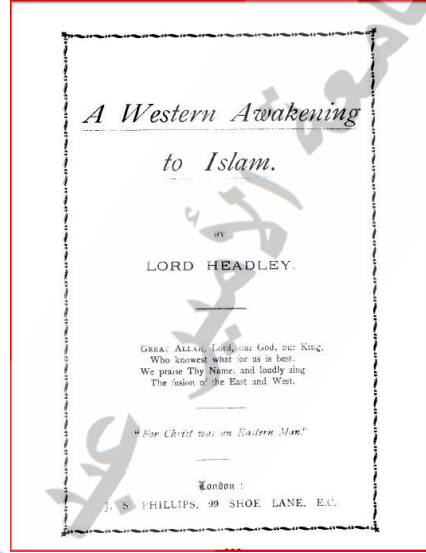 A Western Awakening
to Islam.
BY
LORD HEADLEY.
GREAT ALLAH, Lord, our God, our King,
Who knowest what for us is best.
We praise Thy Name, and loudly sing
The fusion of the East and West.
"For Christ was an Eastern Man."
London :
J. S. PHILLIPS, 99 SHOE LANE, E.C.